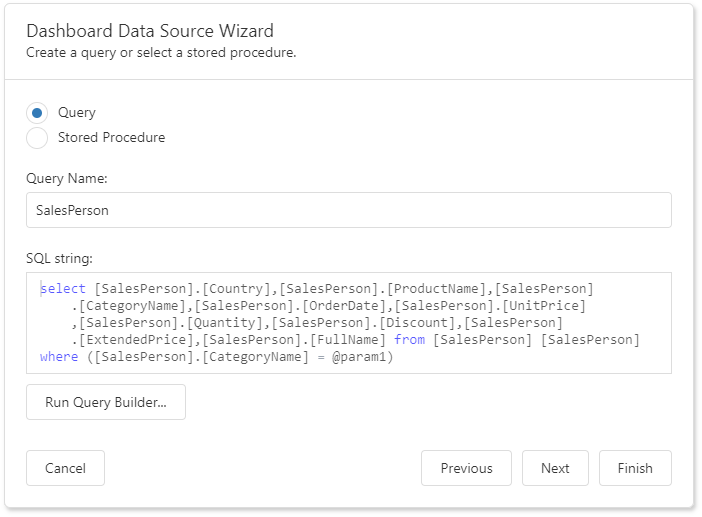 Dashboard Data Source Wizard
Create a query or select a stored procedure.
Query
Stored Procedure
Query Name:
SalesPerson
SQL string:
select [SalesPerson].[Country],[SalesPerson].[ProductName],[SalesPerson]
.[CategoryName],[SalesPerson].[OrderDate],[SalesPerson].[UnitPrice]
,[SalesPerson].[Quantity],[SalesPerson].[Discount],[SalesPerson]
.[ExtendedPrice],[SalesPerson].[FullName] from [SalesPerson] [SalesPerson]
where ([SalesPerson].[CategoryName] = @param1)
Run Query Builder...
Cancel
Previous
Next
Finish